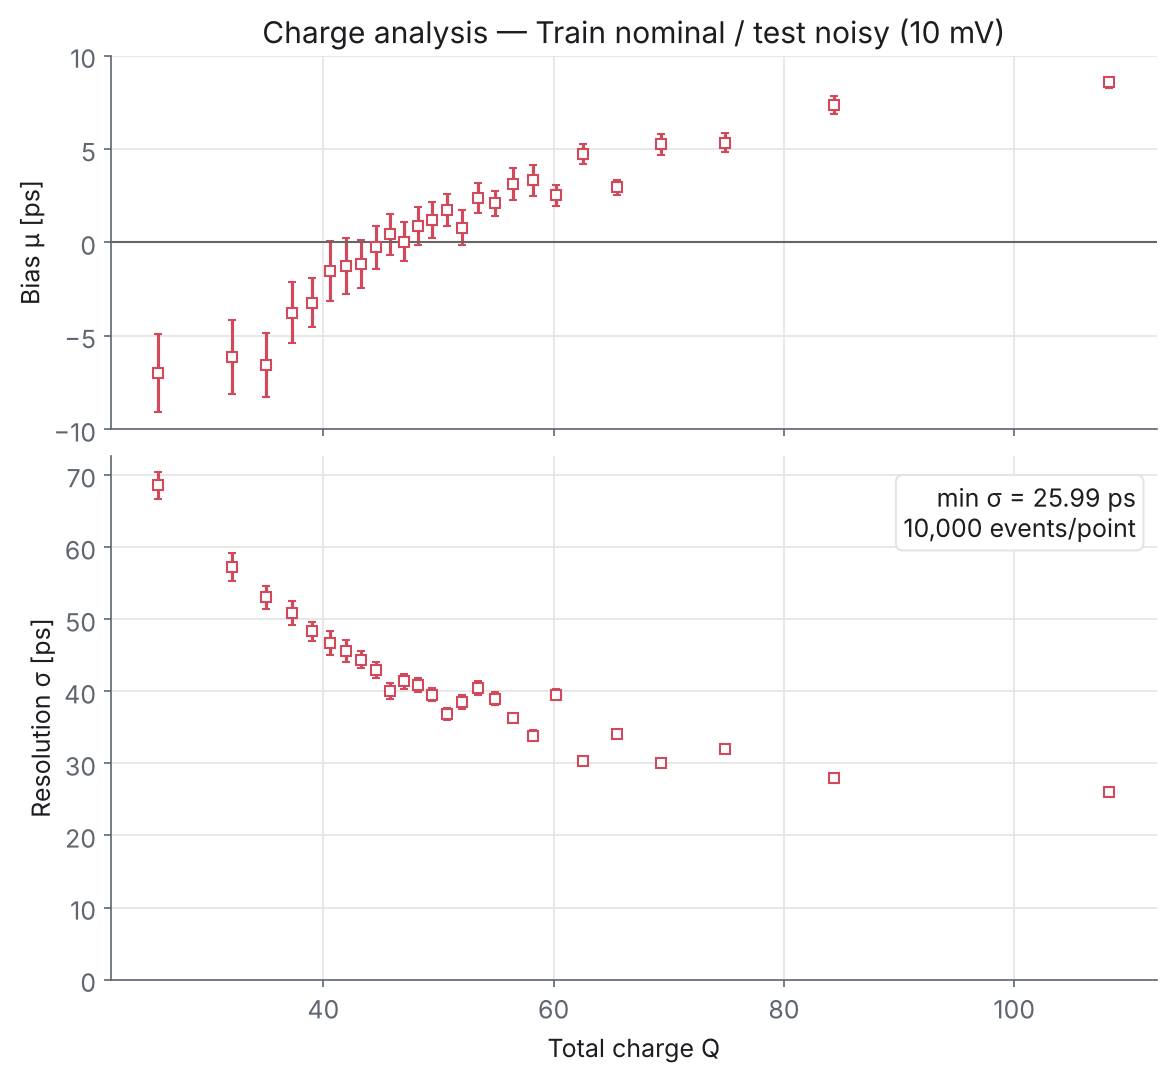 Charge analysis — Train nominal / test noisy (10 mV)
10
5
0
−5
−10
Bias μ [ps]
70
60
50
40
30
20
10
0
Resolution σ [ps]
min σ = 25.99 ps
10,000 events/point
40
60
80
100
Total charge Q